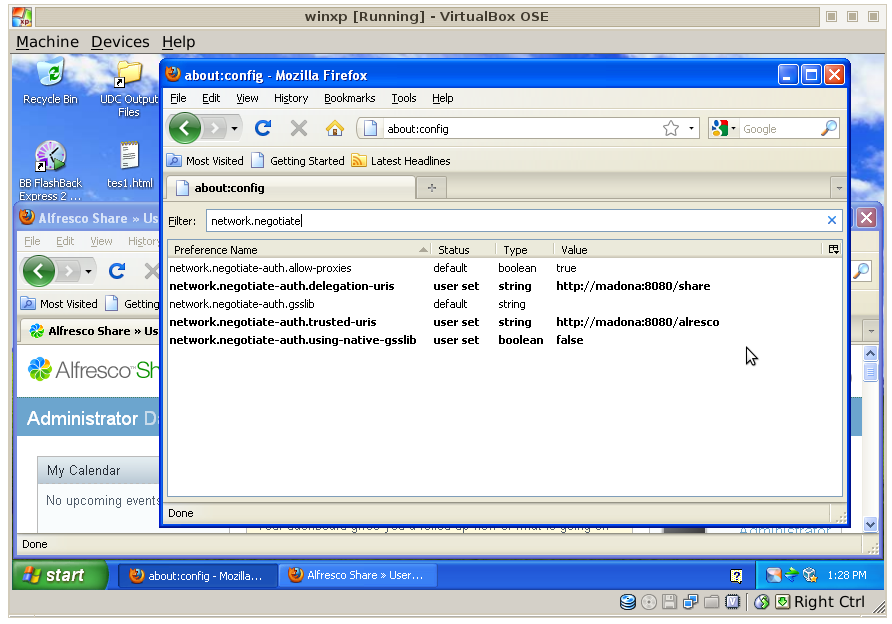 winxp [Running] - VirtualBox OSE
Machine Devices Help
Recycle Bin
UDC Output Files
BB FlashBack Express 2 ...
tes1.html
about:config - Mozilla Firefox
File Edit View History Bookmarks Tools Help
about:config
Google
Most Visited Getting Started Latest Headlines
about:config
Filter: network.negotiate
Preference Name Status Type Value
network.negotiate-auth.allow-proxies default boolean true
network.negotiate-auth.delegation-uris user set string http://madona:8080/share
network.negotiate-auth.gsslib default string
network.negotiate-auth.trusted-uris user set string http://madona:8080/alresco
network.negotiate-auth.using-native-gsslib user set boolean false
Done
Alfresco Share » Us
File Edit View Histor
Most Visited Getting
Alfresco Share » Us
Alfresco Sh
Administrator Da
My Calendar
No upcoming events
Administrator
Done
start
about:config - Mozilla...
Alfresco Share » User...
1:28 PM
Right Ctrl